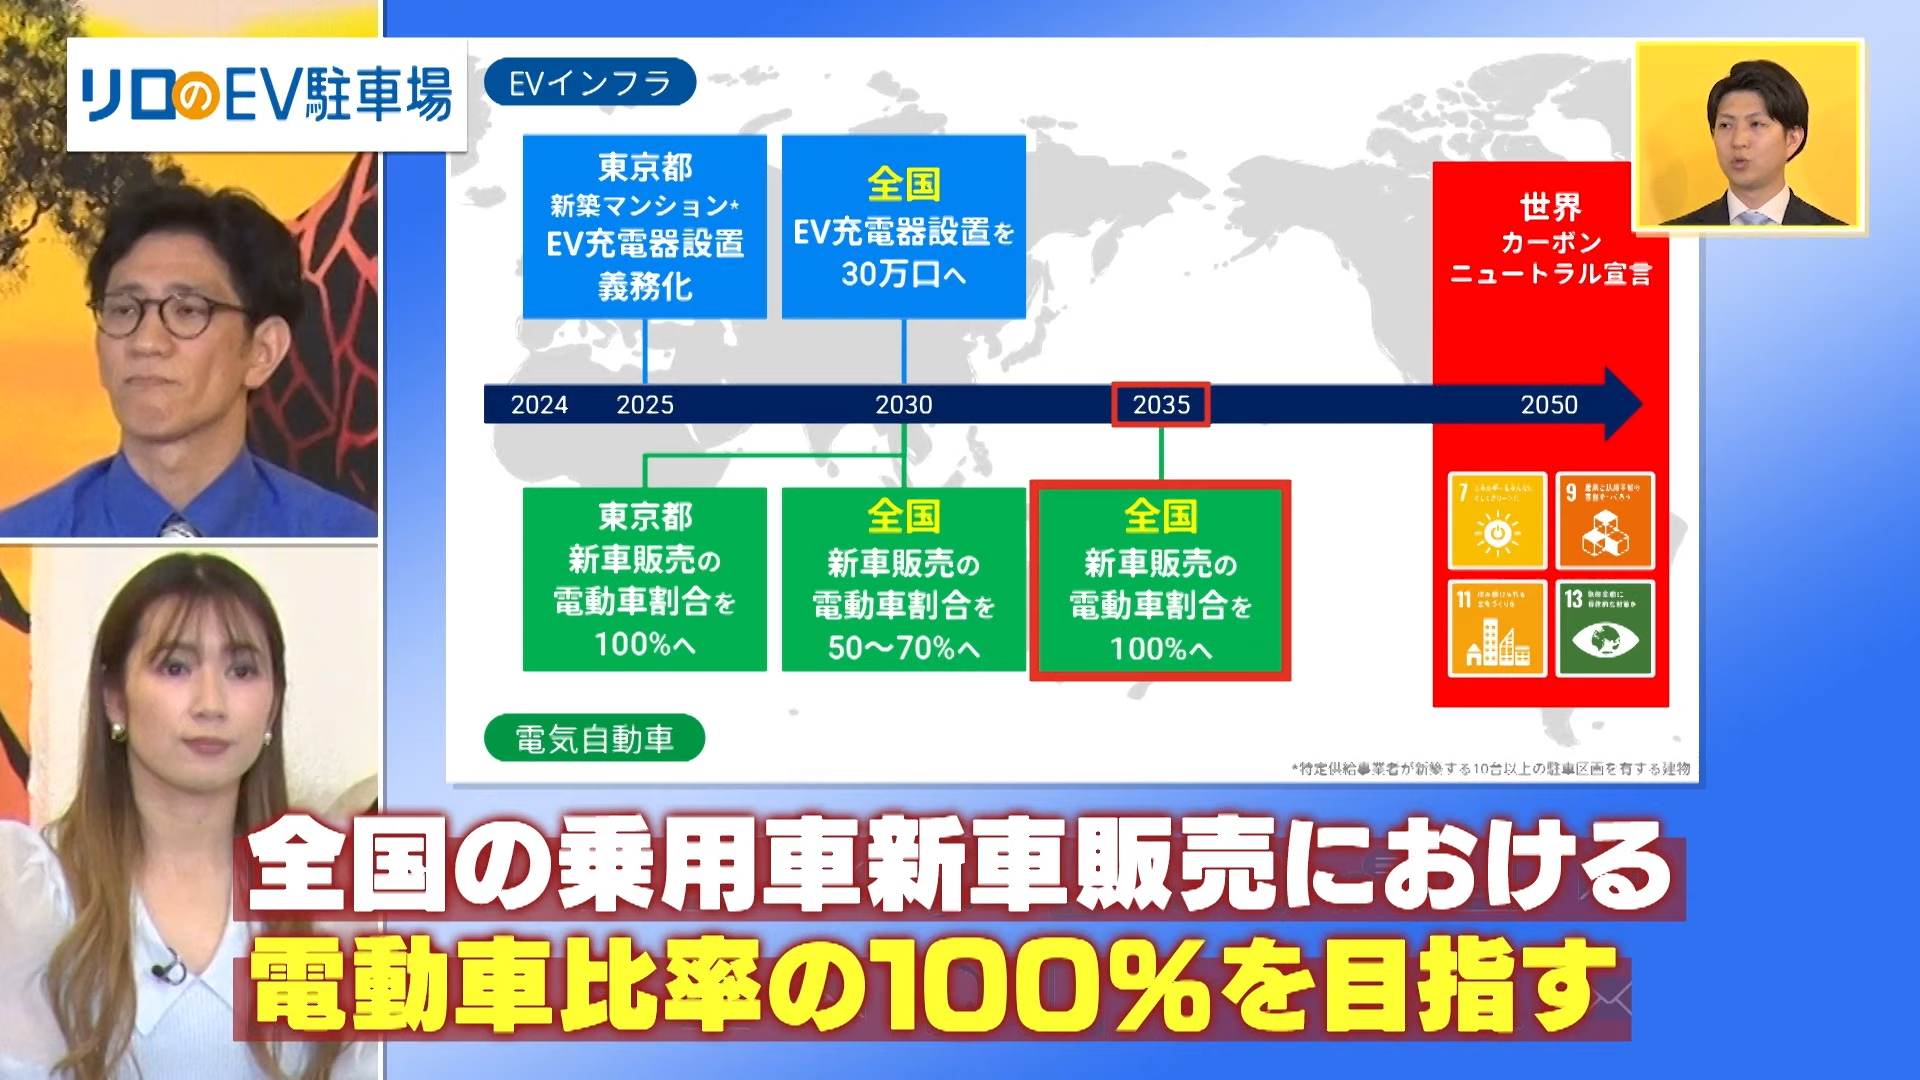 リロのEV駐車場
EVインフラ
東京都
新築マンション*
EV充電器設置
義務化
全国
EV充電器設置を
30万口へ
世界
カーボン
ニュートラル宣言
2024
2025
2030
2035
2050
東京都
新車販売の
電動車割合を
100%へ
全国
新車販売の
電動車割合を
50〜70%へ
全国
新車販売の
電動車割合を
100%へ
7
9
11
13
電気自動車
*特定供給事業者が新築する10台以上の駐車区画を有する建物
全国の乗用車新車販売における
電動車比率の100%を目指す